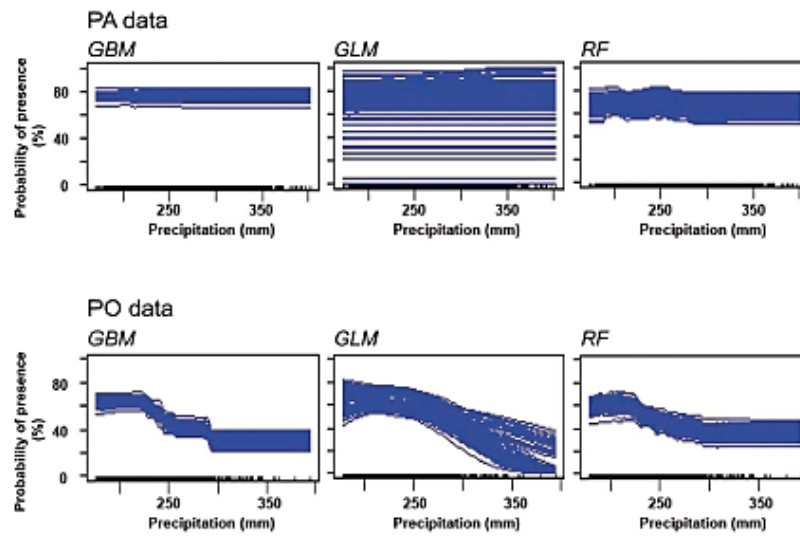 PA data
GBM GLM RF
Probability of presence (%)
80
40
0
250 350 250 350 250 350
Precipitation (mm) Precipitation (mm) Precipitation (mm)
PO data
GBM GLM RF
Probability of presence (%)
80
40
0
250 350 250 350 250 350
Precipitation (mm) Precipitation (mm) Precipitation (mm)